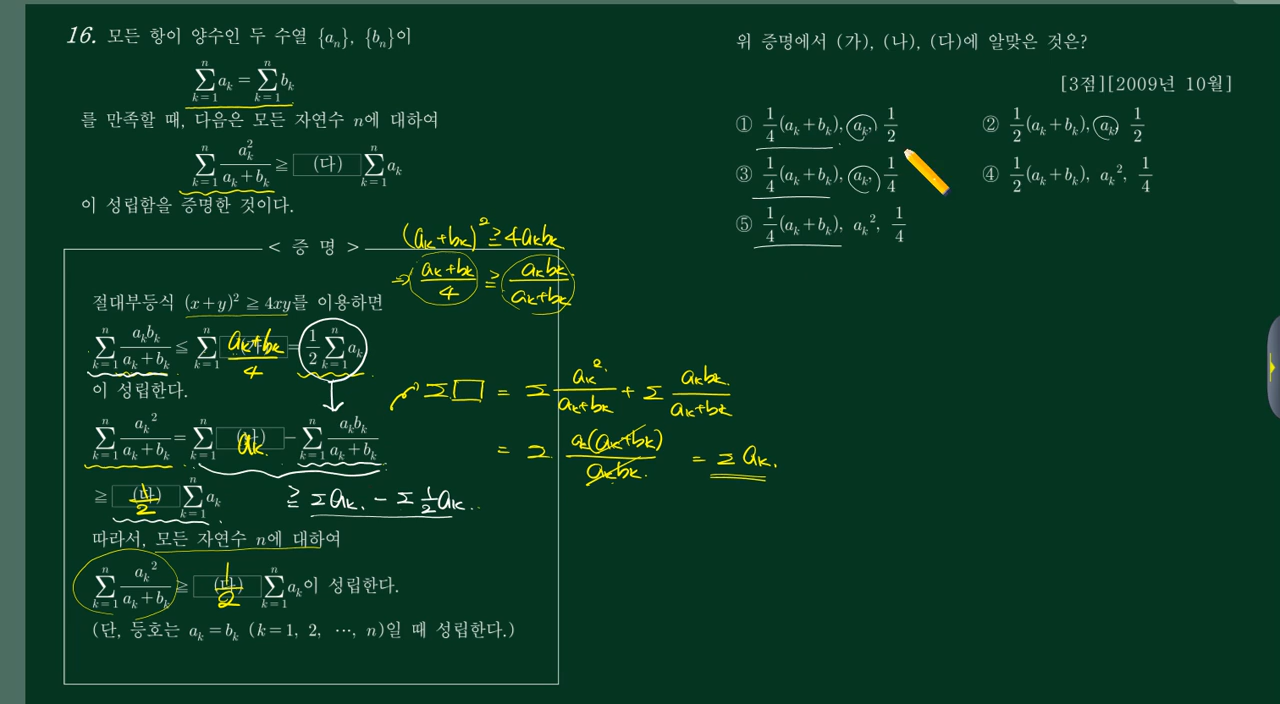 16. 모든 항이 양수인 두 수열 {aₙ}, {bₙ}이
∑_{k=1}^{n} a_k = ∑_{k=1}^{n} b_k
를 만족할 때, 다음은 모든 자연수 n에 대하여
∑_{k=1}^{n} a_k²/(a_k+b_k) ≧ (다) ∑_{k=1}^{n} a_k
이 성립함을 증명한 것이다.
< 증 명 >
(a_k+b_k)² ≧ 4a_k b_k
⇒ (a_k+b_k)/4 ≧ a_k b_k/(a_k+b_k)
절대부등식 (x+y)² ≧ 4xy를 이용하면
∑_{k=1}^{n} a_k b_k/(a_k+b_k) ≦ ∑_{k=1}^{n} (a_k+b_k)/4 = 1/2 ∑_{k=1}^{n} a_k
이 성립한다.
∑□ = ∑ a_k²/(a_k+b_k) + ∑ a_k b_k/(a_k+b_k)
∑_{k=1}^{n} a_k²/(a_k+b_k) = ∑_{k=1}^{n} (나) a_k − ∑_{k=1}^{n} a_k b_k/(a_k+b_k)
= ∑ a_k(a_k+b_k)/(a_k+b_k) = ∑a_k.
≧ (다) 1/2 ∑_{k=1}^{n} a_k ≧ ∑a_k. − ∑ 1/2 a_k..
따라서, 모든 자연수 n에 대하여
∑_{k=1}^{n} a_k²/(a_k+b_k) ≧ (다) 1/2 ∑_{k=1}^{n} a_k이 성립한다.
(단, 등호는 a_k = b_k (k=1, 2, ⋯, n)일 때 성립한다.)
위 증명에서 (가), (나), (다)에 알맞은 것은?
[3점][2009년 10월]
① 1/4(a_k+b_k), a_k, 1/2 ② 1/2(a_k+b_k), a_k, 1/2
③ 1/4(a_k+b_k), a_k, 1/4 ④ 1/2(a_k+b_k), a_k², 1/4
⑤ 1/4(a_k+b_k), a_k², 1/4